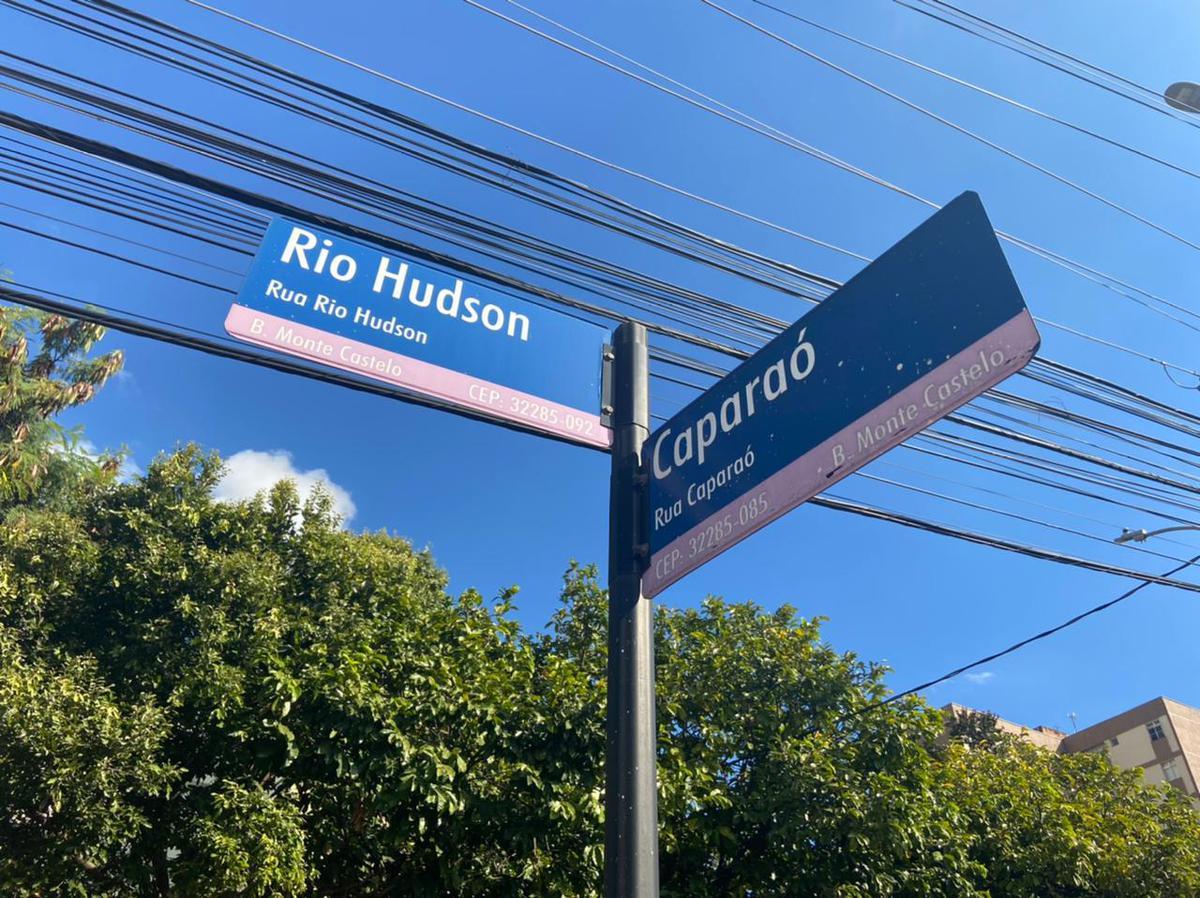 Rio Hudson
Rua Rio Hudson
B. Monte Castelo
CEP: 32285-092
Caparaó
Rua Caparaó
CEP: 32285-085
B. Monte Castelo